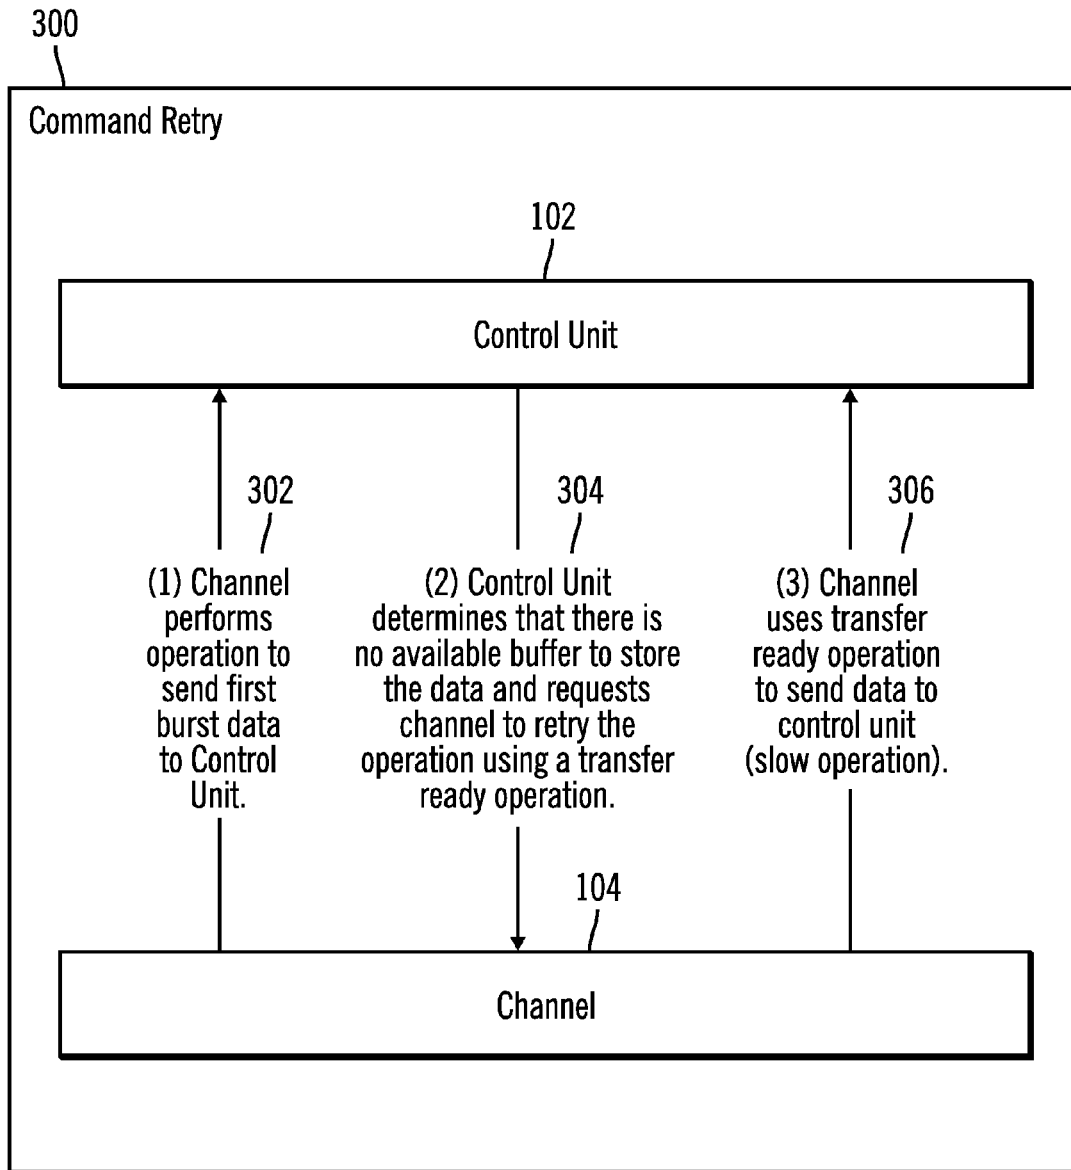 300
Command Retry
102
Control Unit
302
(1) Channel
performs
operation to
send first
burst data
to Control
Unit.
304
(2) Control Unit
determines that there is
no available buffer to store
the data and requests
channel to retry the
operation using a transfer
ready operation.
306
(3) Channel
uses transfer
ready operation
to send data to
control unit
(slow operation).
104
Channel